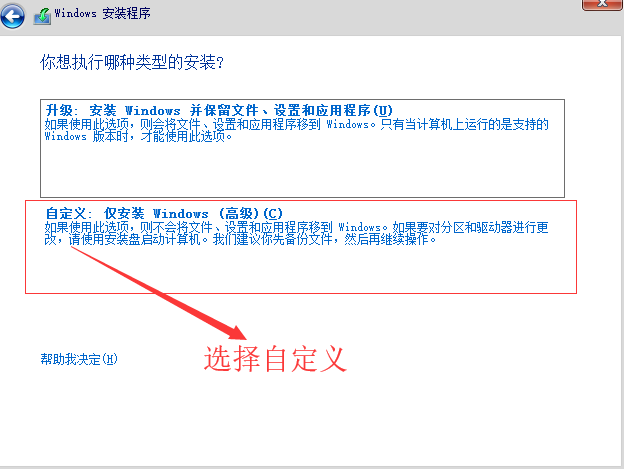 Windows 安装程序
你想执行哪种类型的安装?
升级: 安装 Windows 并保留文件、设置和应用程序(U)
如果使用此选项，则会将文件、设置和应用程序移到 Windows。只有当计算机上运行的是支持的
Windows 版本时，才能使用此选项。
自定义: 仅安装 Windows (高级)(C)
如果使用此选项，则不会将文件、设置和应用程序移到 Windows。如果要对分区和驱动器进行更
改，请使用安装盘启动计算机。我们建议你先备份文件，然后再继续操作。
选择自定义
帮助我决定(H)